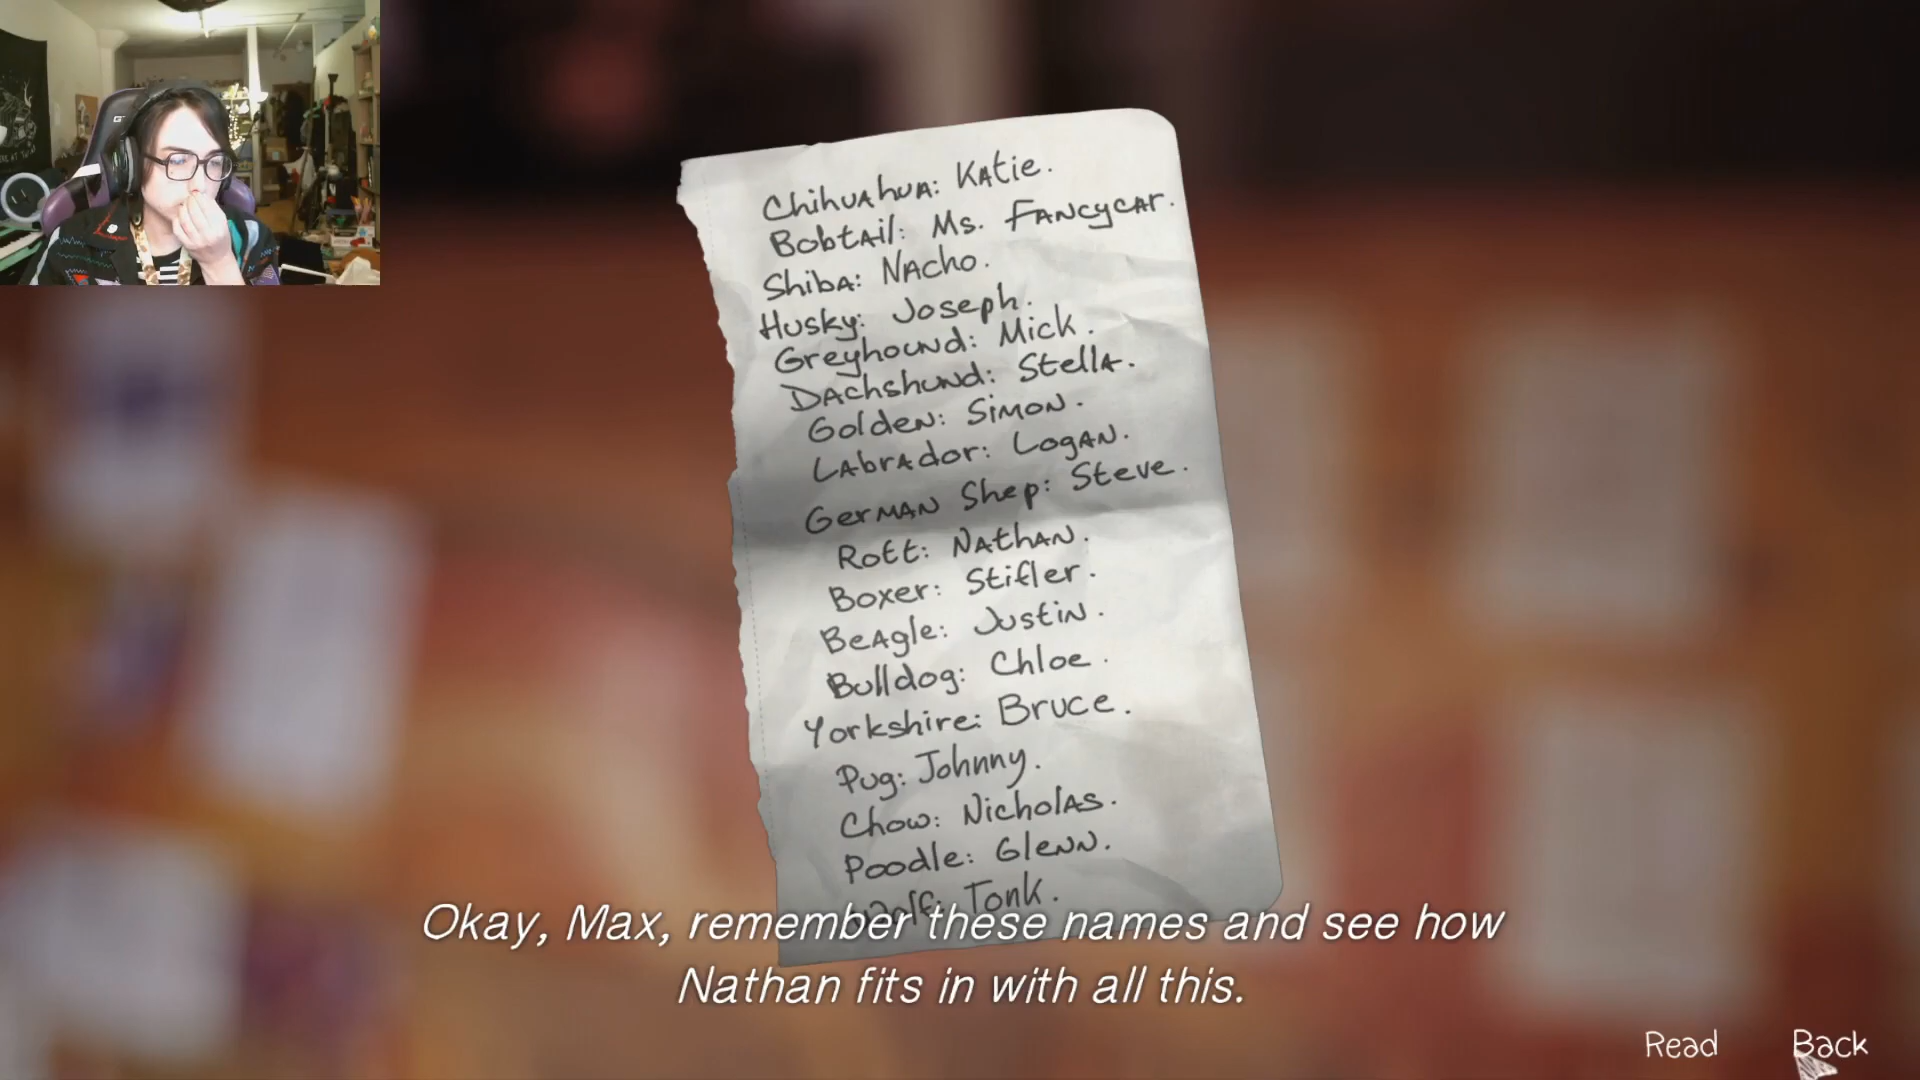 Chihuahua: Katie.
Bobtail: Ms. Fancycar.
Shiba: Nacho.
Husky: Joseph.
Greyhound: Mick.
Dachshund: Stella.
Golden: Simon.
Labrador: Logan.
German Shep: Steve.
Rott: Nathan.
Boxer: Stifler.
Beagle: Justin.
Bulldog: Chloe.
Yorkshire: Bruce.
Pug: Johnny.
Chow: Nicholas.
Poodle: Glenn.
Wolf: Tonk.
Okay, Max, remember these names and see how
Nathan fits in with all this.
Read Back